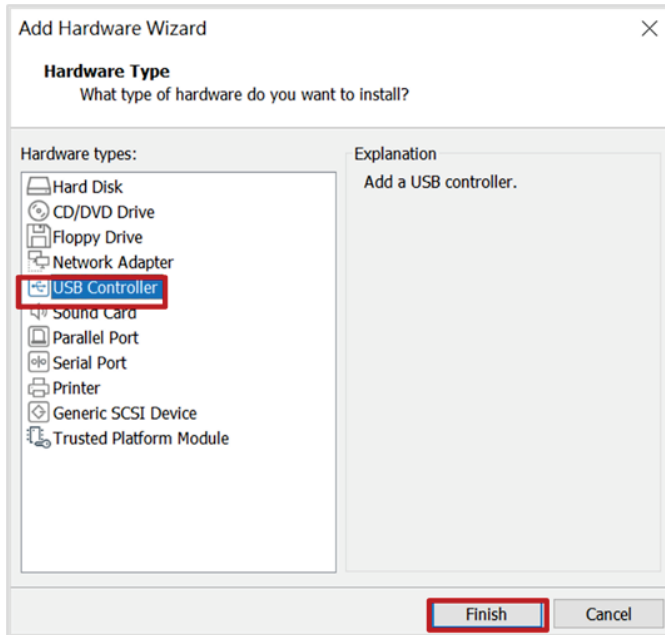 Add Hardware Wizard
Hardware Type
What type of hardware do you want to install?
Hardware types:
Hard Disk
CD/DVD Drive
Floppy Drive
Network Adapter
USB Controller
Sound Card
Parallel Port
Serial Port
Printer
Generic SCSI Device
Trusted Platform Module
Explanation
Add a USB controller.
Finish
Cancel